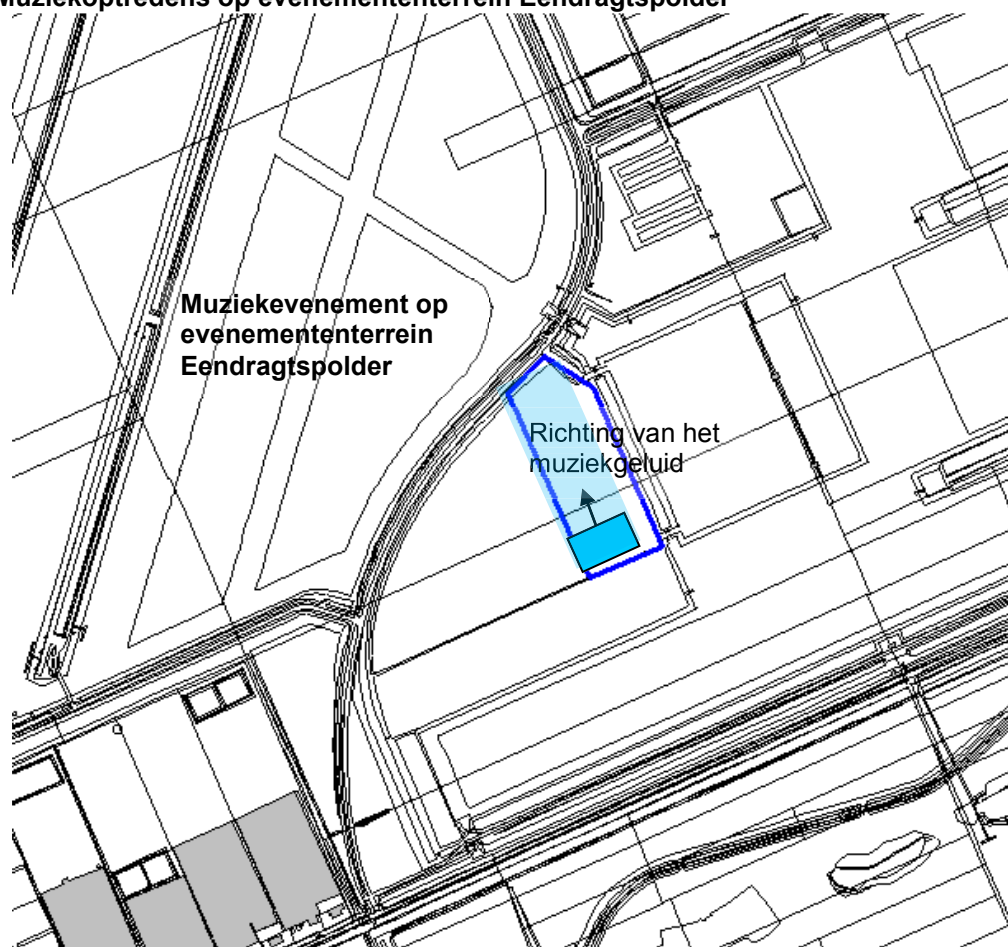 Muziekoptredens op evenemententerrein Eendragtspolder
Muziekevenement op
evenemententerrein
Eendragtspolder
Richting van het
muziekgeluid